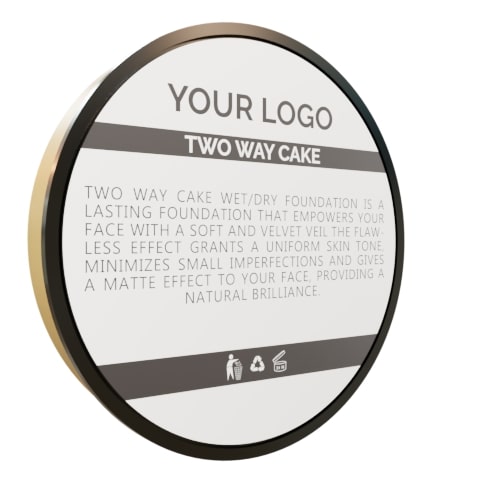 YOUR LOGO
TWO WAY CAKE
TWO WAY CAKE WET/DRY FOUNDATION IS A
LASTING FOUNDATION THAT EMPOWERS YOUR
FACE WITH A SOFT AND VELVET VEIL THE FLAW-
LESS EFFECT GRANTS A UNIFORM SKIN TONE,
MINIMIZES SMALL IMPERFECTIONS AND GIVES
A MATTE EFFECT TO YOUR FACE, PROVIDING A
NATURAL BRILLIANCE.